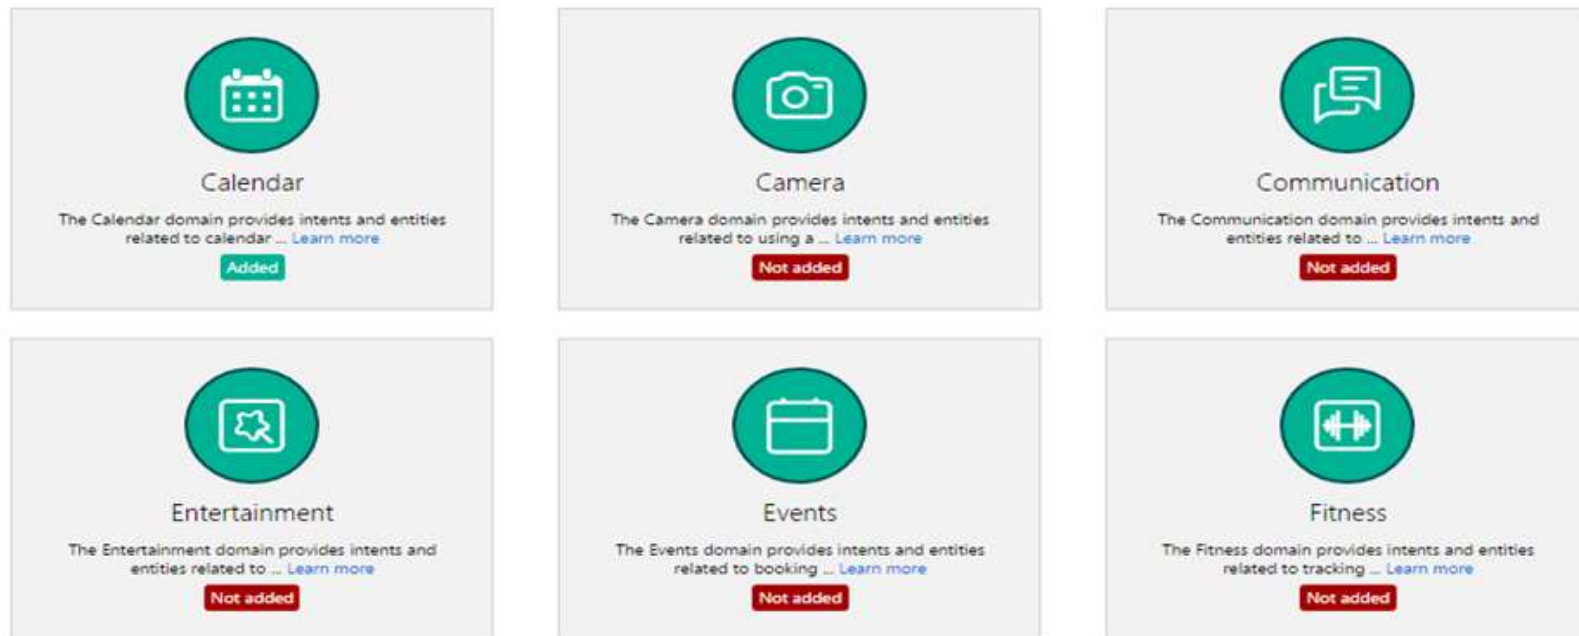 Calendar
The Calendar domain provides intents and entities
related to calendar ... Learn more
Added
Camera
The Camera domain provides intents and entities
related to using a ... Learn more
Not added
Communication
The Communication domain provides intents and
entities related to ... Learn more
Not added
Entertainment
The Entertainment domain provides intents and
entities related to ... Learn more
Not added
Events
The Events domain provides intents and entities
related to booking ... Learn more
Not added
Fitness
The Fitness domain provides intents and entities
related to tracking ... Learn more
Not added